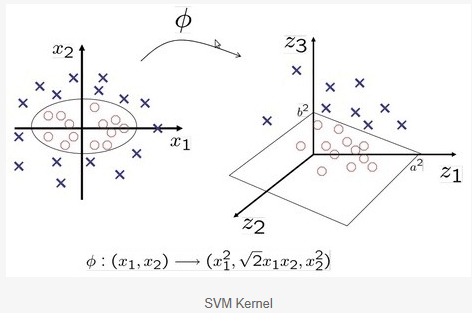 ϕ
x₂
x₁
z₃
b²
a²
z₁
z₂
ϕ : (x₁, x₂) ⟶ (x₁², √2x₁x₂, x₂²)
SVM Kernel